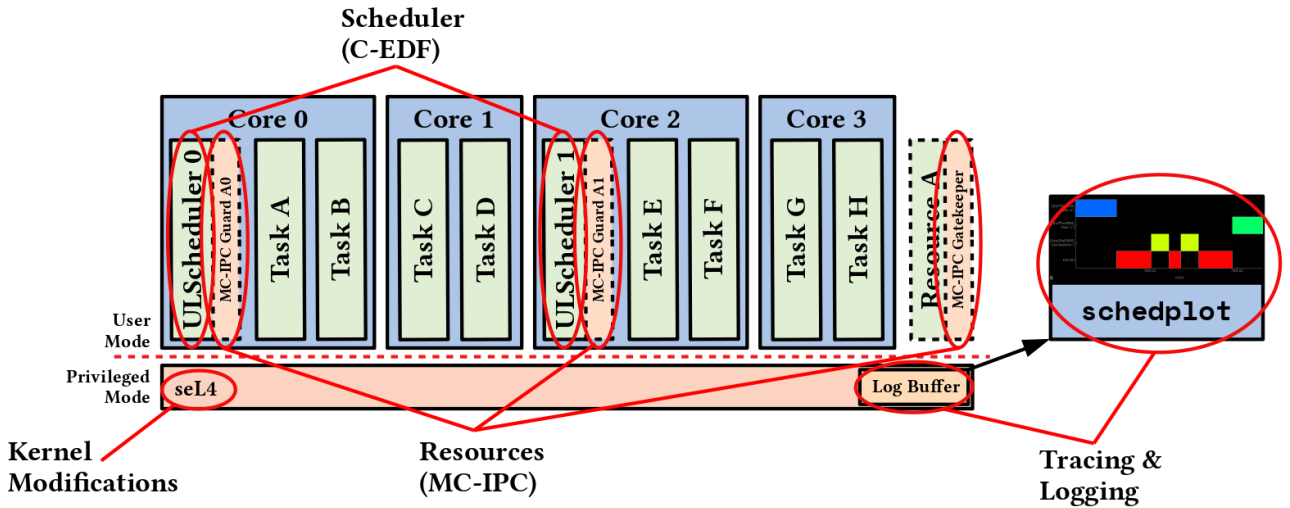 Scheduler
(C-EDF)
Core 0
Core 1
Core 2
Core 3
ULScheduler 0
MC-IPC Guard A0
Task A
Task B
Task C
Task D
ULScheduler 1
MC-IPC Guard A1
Task E
Task F
Task G
Task H
Resource A
MC-IPC Gatekeeper
schedplot
User
Mode
Privileged
Mode
seL4
Log Buffer
Kernel
Modifications
Resources
(MC-IPC)
Tracing &
Logging